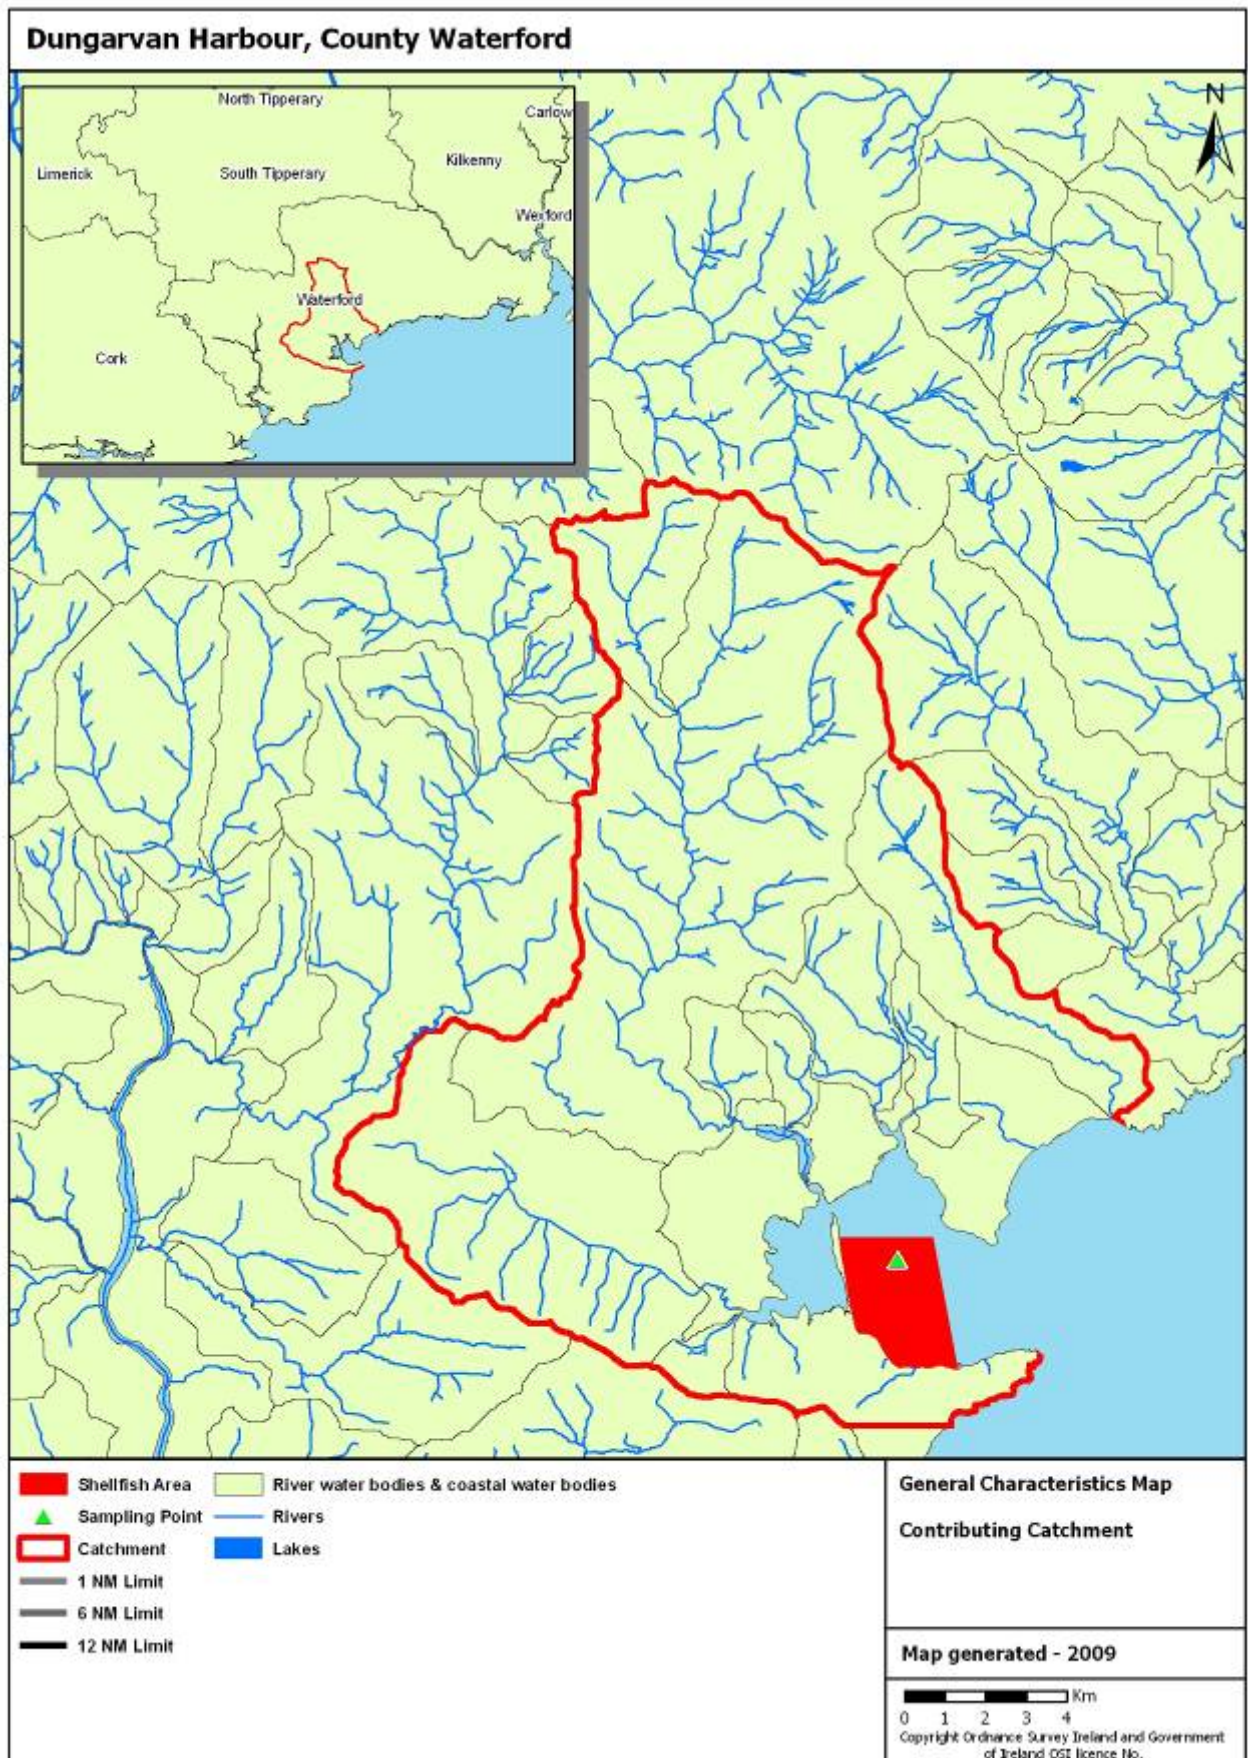 Dungarvan Harbour, County Waterford
North Tipperary
Carlow
Limerick
South Tipperary
Kilkenny
Wexford
Waterford
Cork
N
Shellfish Area
Sampling Point
Catchment
1 NM Limit
6 NM Limit
12 NM Limit
River water bodies & coastal water bodies
Rivers
Lakes
General Characteristics Map
Contributing Catchment
Map generated - 2009
Km
0 1 2 3 4
Copyright Ordnance Survey Ireland and Government
of Ireland OSI licence No.